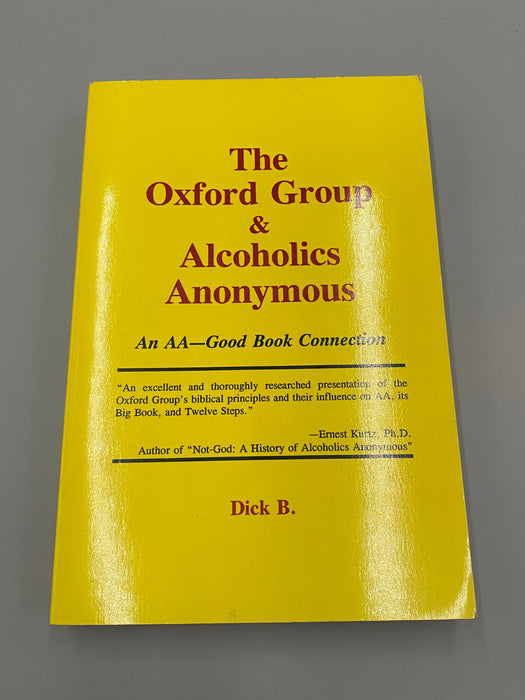 The
Oxford Group
&
Alcoholics
Anonymous
An AA—Good Book Connection
“An excellent and thoroughly researched presentation of the
Oxford Group’s biblical principles and their influence on AA, its
Big Book, and Twelve Steps.”
—Ernest Kurtz, Ph.D.
Author of “Not-God: A History of Alcoholics Anonymous”
Dick B.